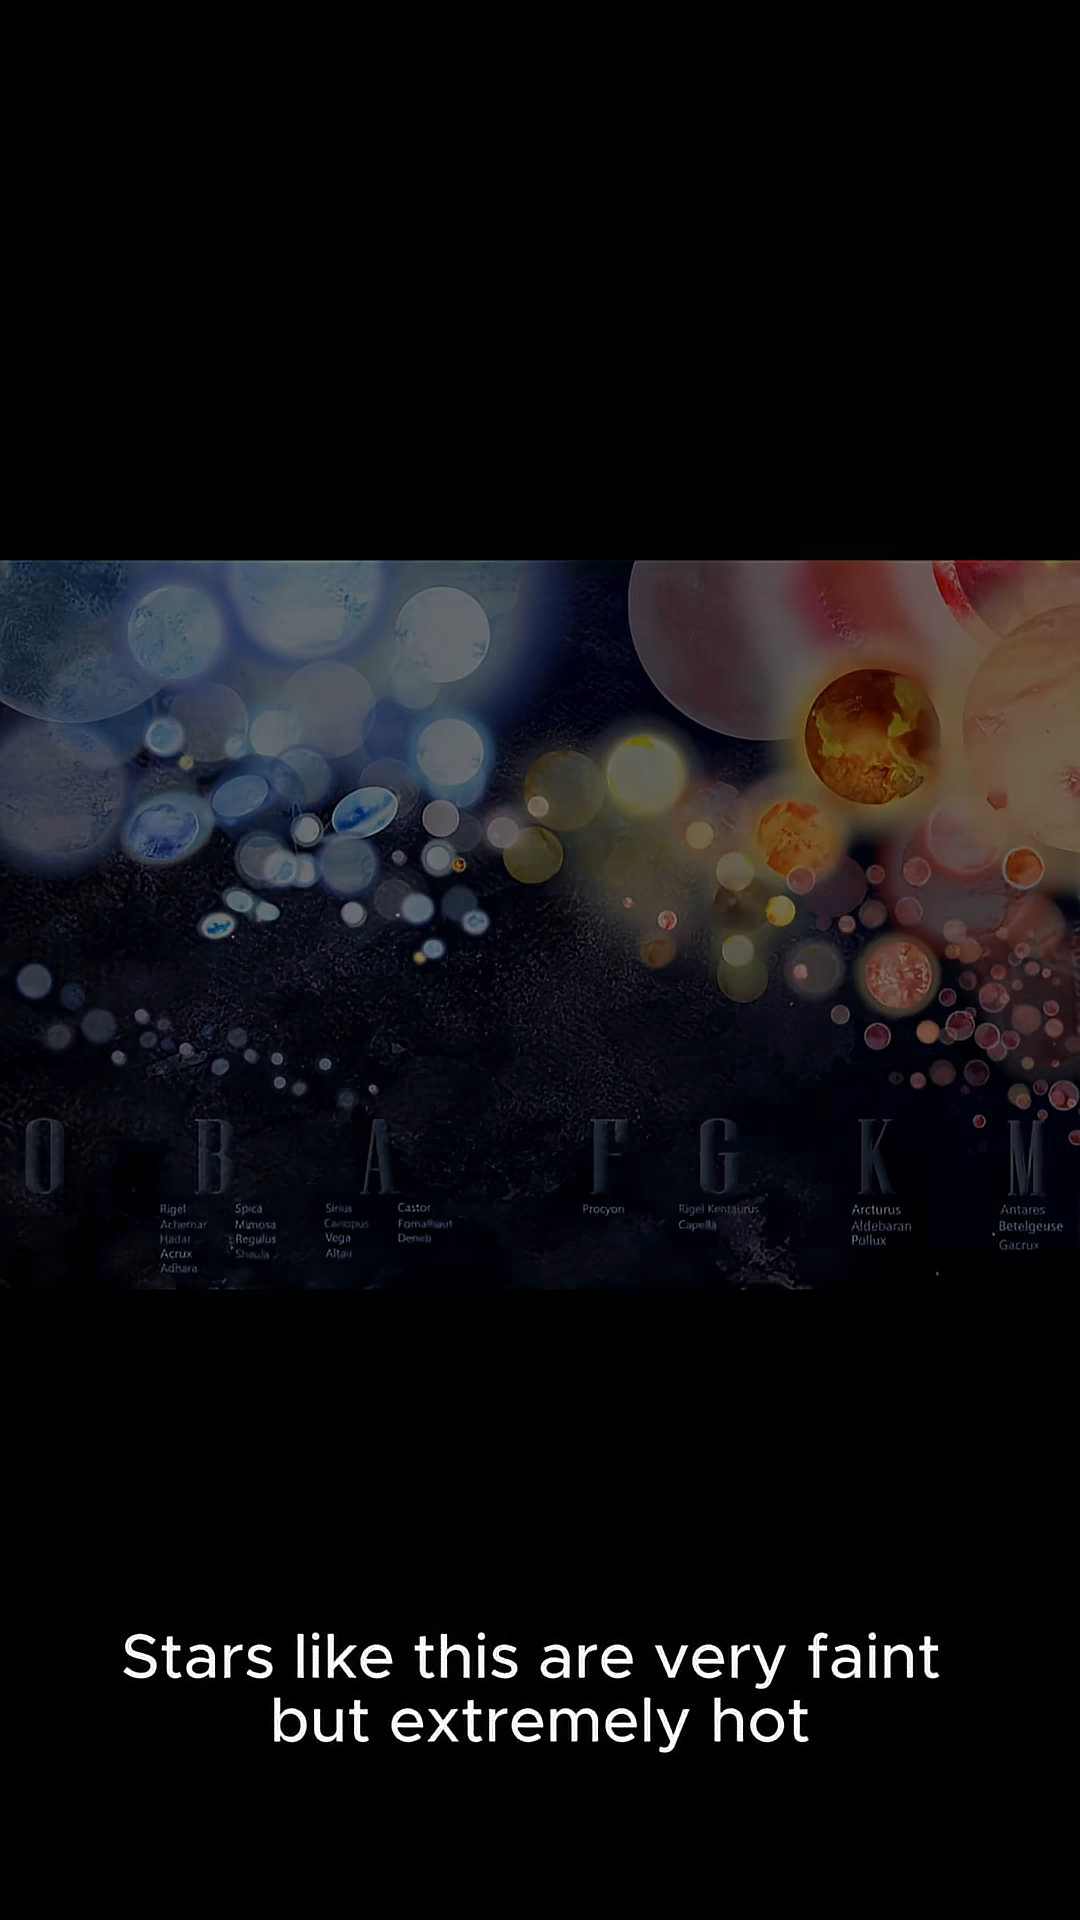 O B A F G K M
Rigel Spica Sirius Castor Procyon Rigel Kentaurus Arcturus Antares
Achernar Mimosa Canopus Fomalhaut Capella Aldebaran Betelgeuse
Hadar Regulus Vega Deneb Pollux Gacrux
Acrux Shaula Altair
Adhara
Stars like this are very faint
but extremely hot